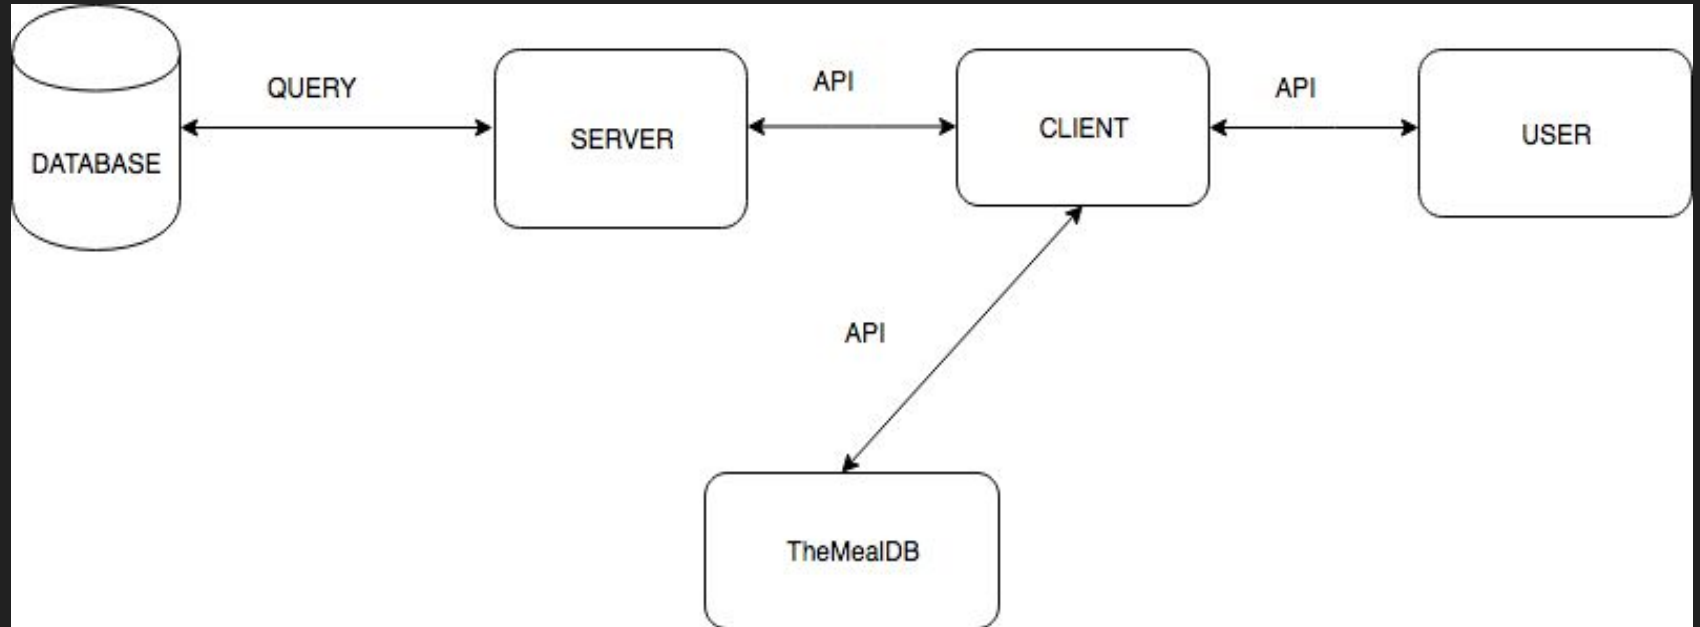 QUERY
API
API
DATABASE
SERVER
CLIENT
USER
API
TheMealDB